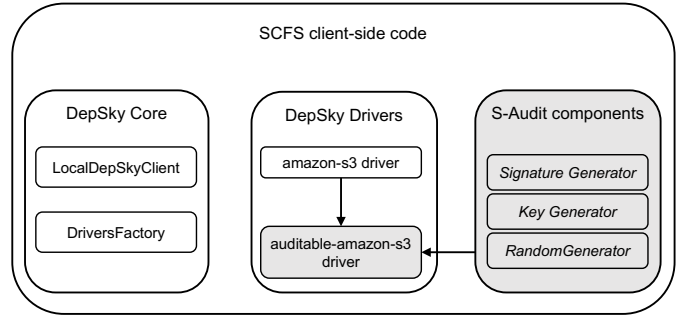 SCFS client-side code
DepSky Core
LocalDepSkyClient
DriversFactory
DepSky Drivers
amazon-s3 driver
auditable-amazon-s3
driver
S-Audit components
Signature Generator
Key Generator
RandomGenerator